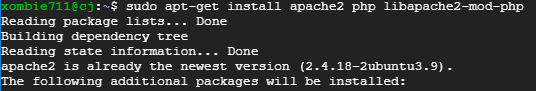 xombie711@cj:~$ sudo apt-get install apache2 php libapache2-mod-php
Reading package lists... Done
Building dependency tree
Reading state information... Done
apache2 is already the newest version (2.4.18-2ubuntu3.9).
The following additional packages will be installed: